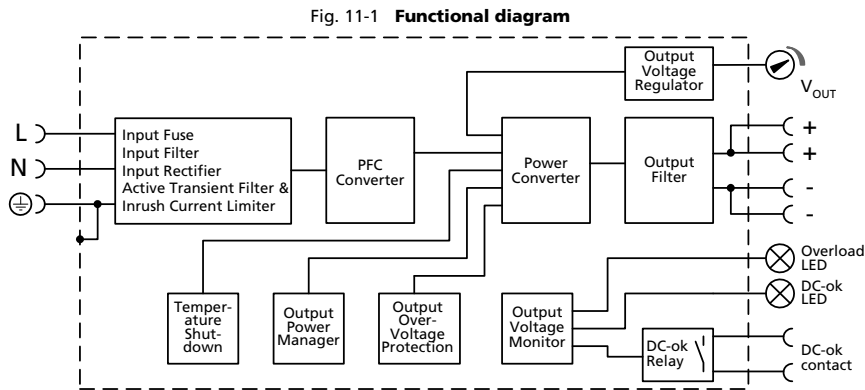 Fig. 11-1 Functional diagram
Output
Voltage
Regulator
V OUT
L
N
Input Fuse
Input Filter
Input Rectifier
Active Transient Filter &
Inrush Current Limiter
PFC
Converter
Power
Converter
Output
Filter
+
+
-
-
Temper-
ature
Shut-
down
Output
Power
Manager
Output
Over-
Voltage
Protection
Output
Voltage
Monitor
DC-ok
Relay
Overload
LED
DC-ok
LED
DC-ok
contact